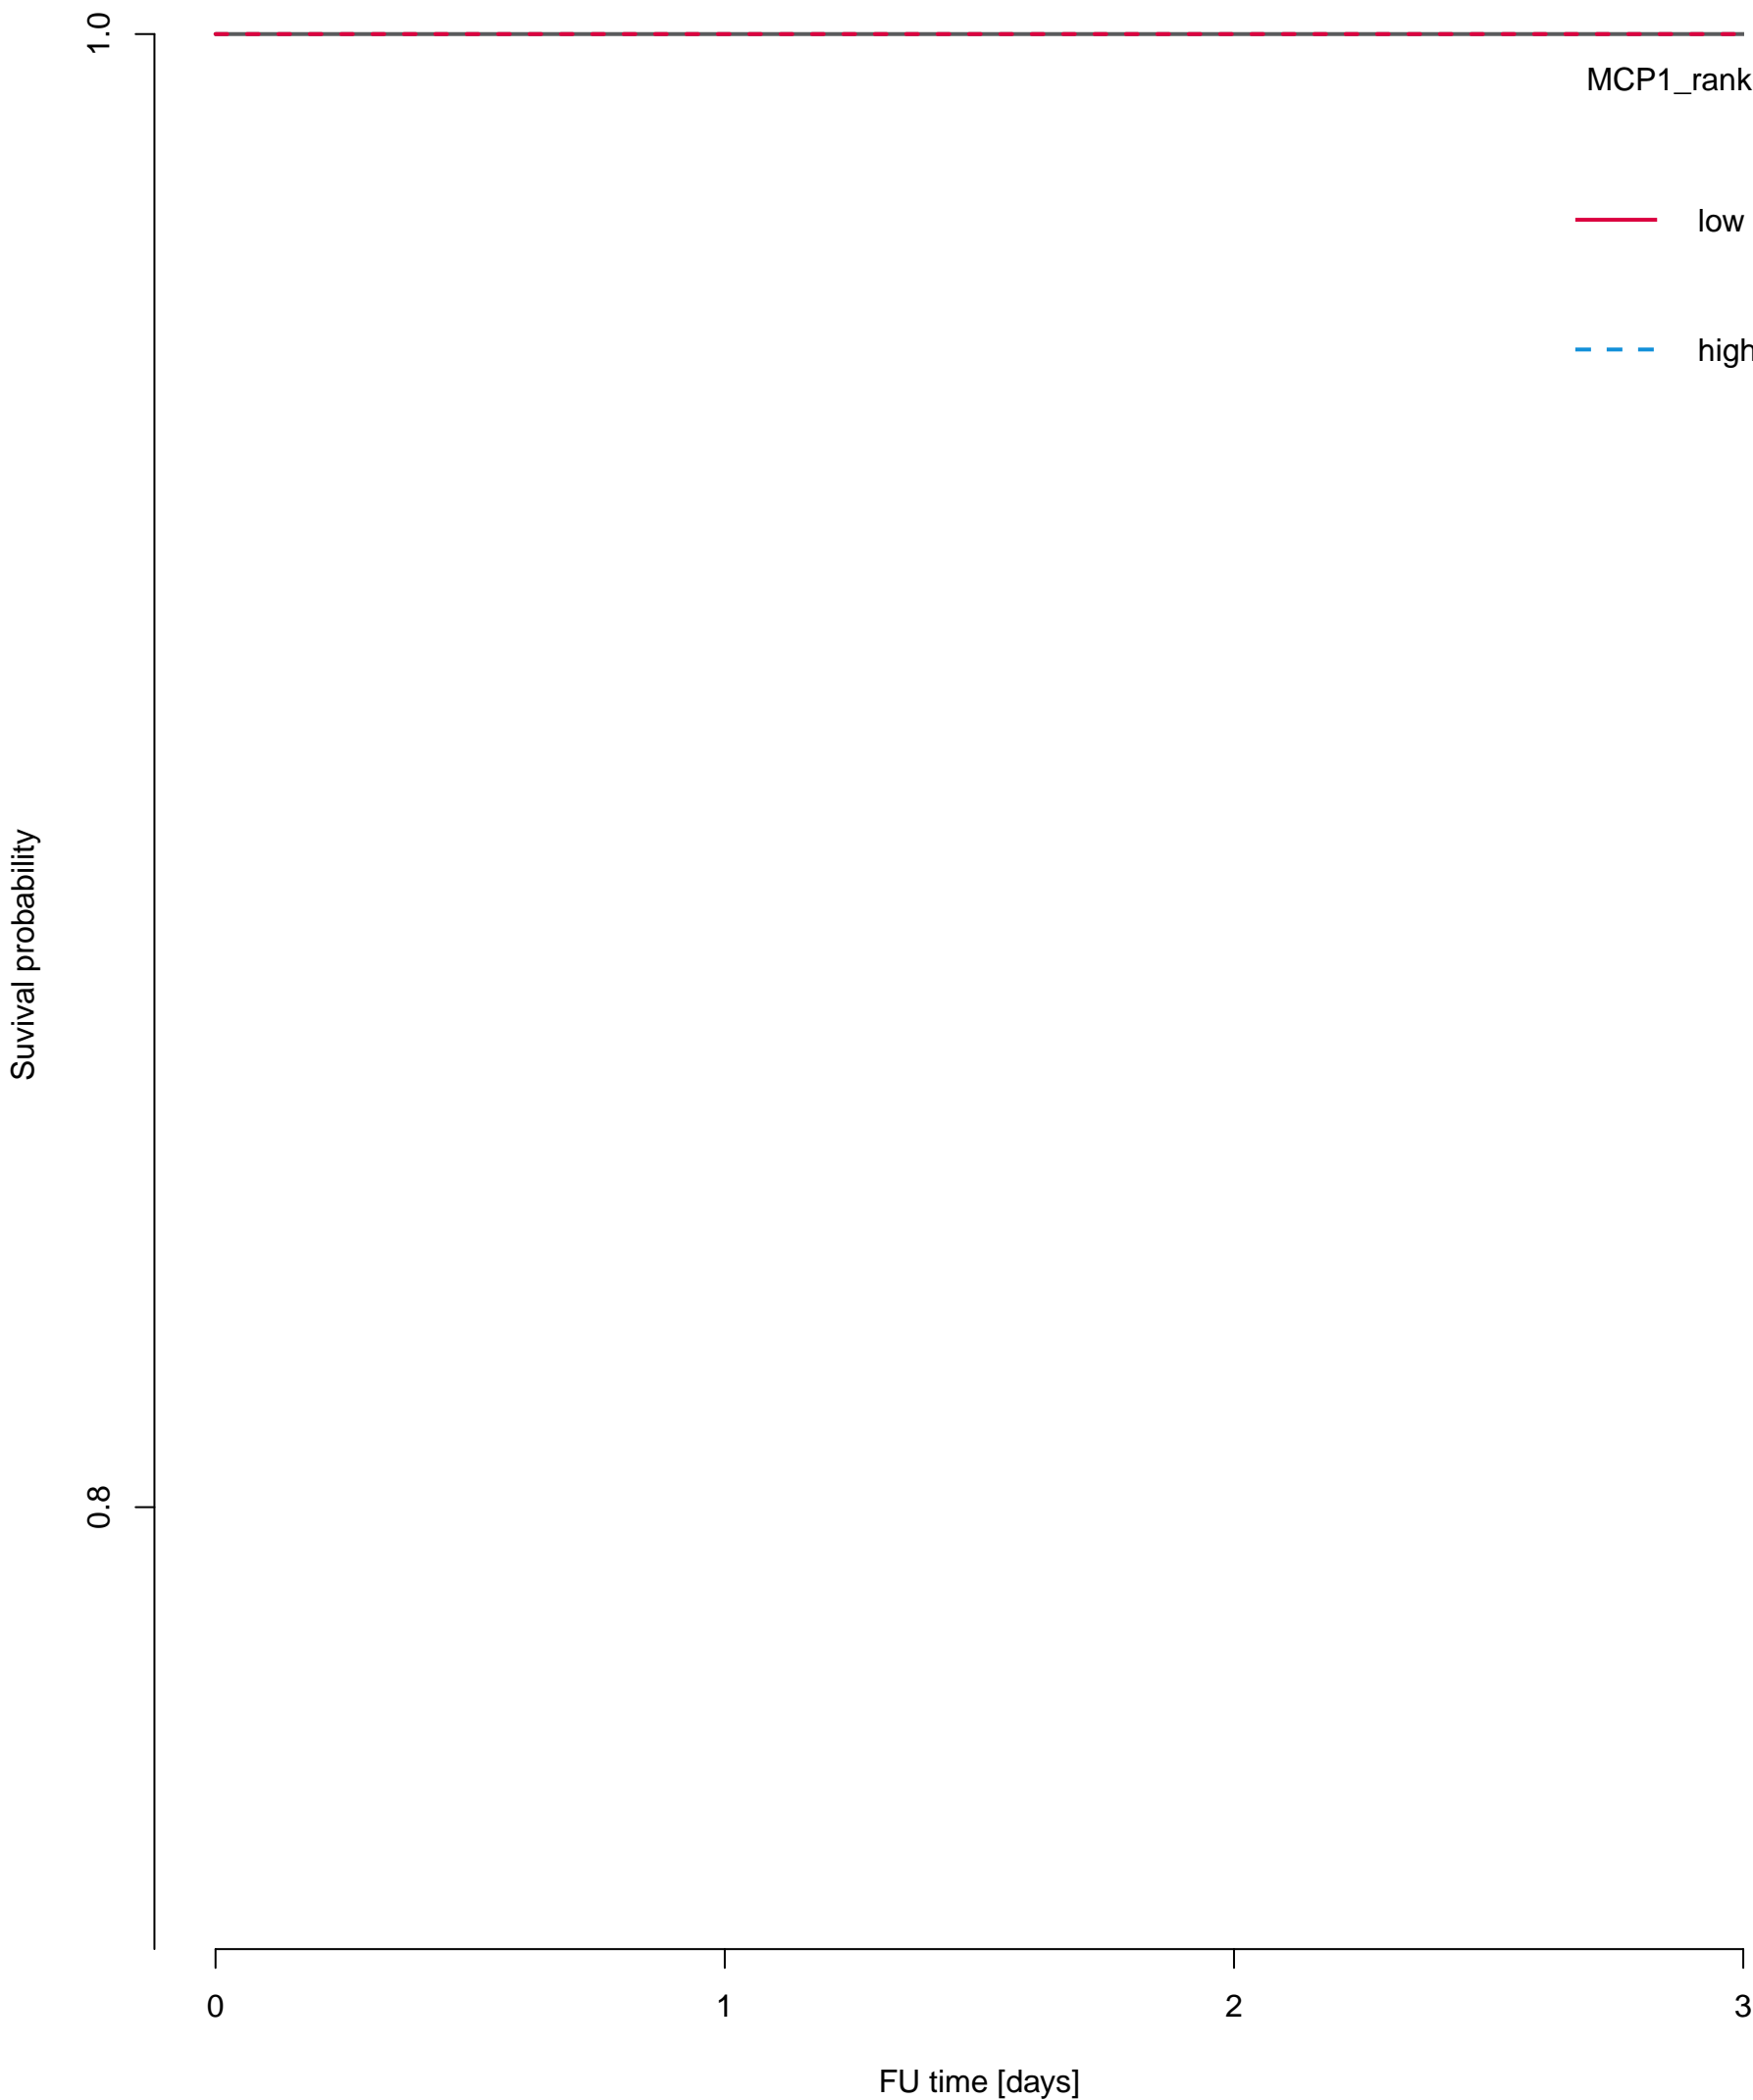 1.0
MCP1_rank
low
high
Suvival probability
0.8
0 1 2 3
FU time [days]